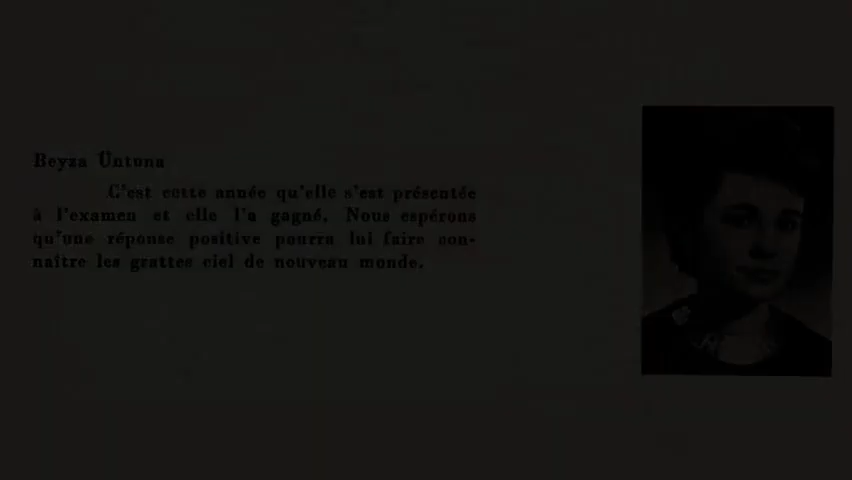 Beyza Üntuna
C'est cette année qu'elle s'est présentée
à l'examen et elle l'a gagné. Nous espérons
qu'une réponse positive pourra lui faire con-
naître les grattes ciel de nouveau monde.